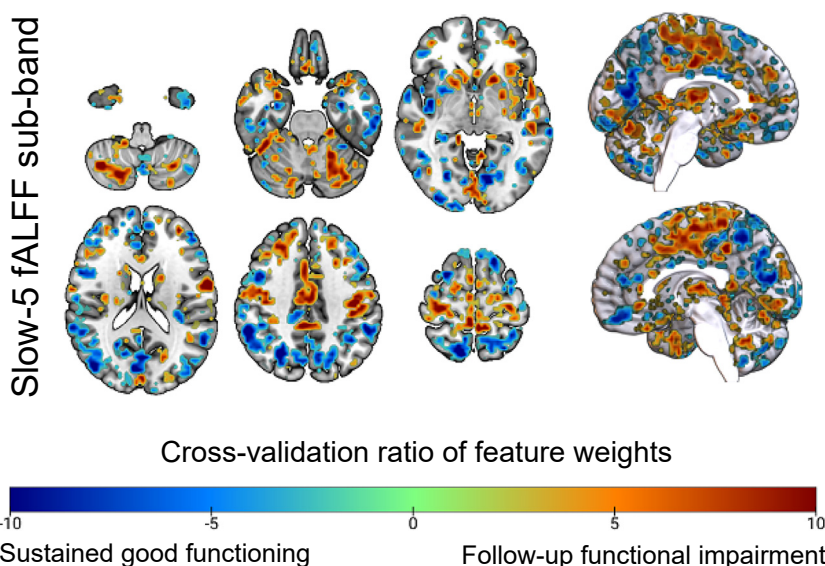 Slow-5 fALFF sub-band
Cross-validation ratio of feature weights
-10 -5 0 5 10
Sustained good functioning Follow-up functional impairment